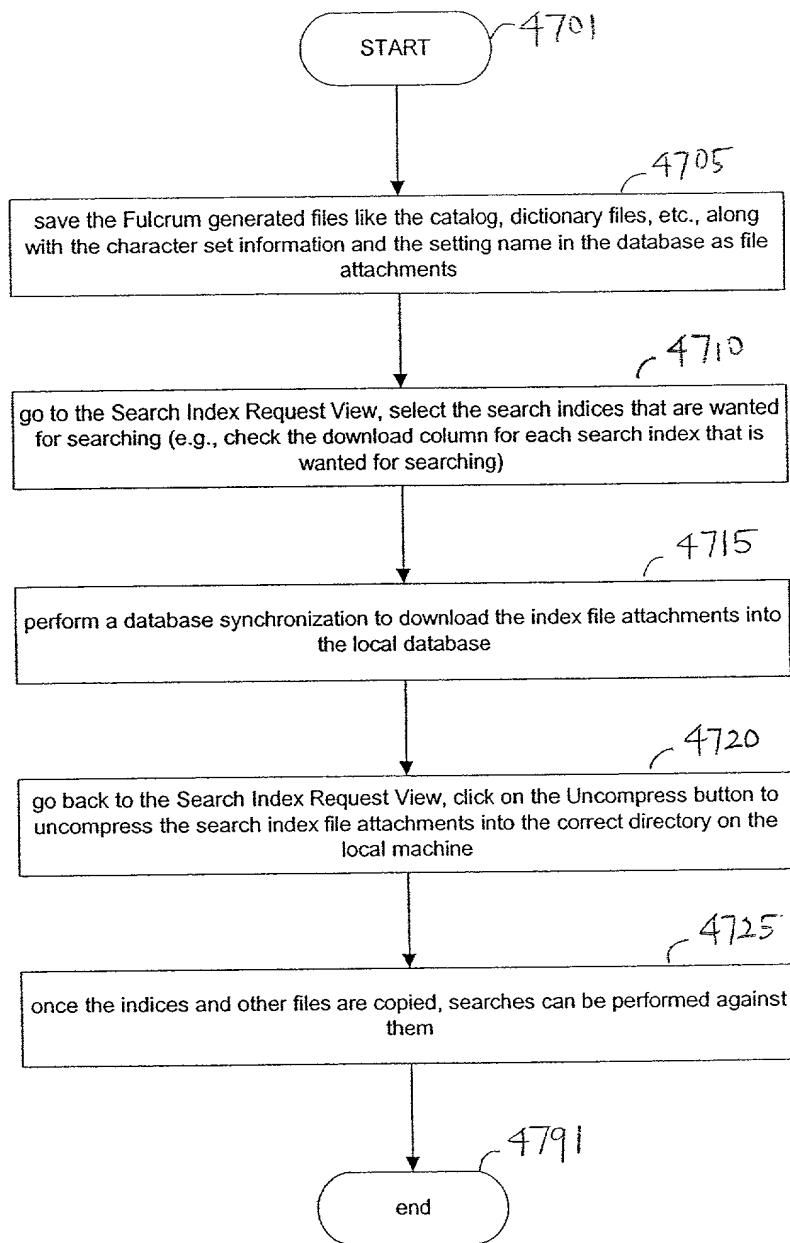 4701
START
4705
save the Fulcrum generated files like the catalog, dictionary files, etc., along
with the character set information and the setting name in the database as file
attachments
4710
go to the Search Index Request View, select the search indices that are wanted
for searching (e.g., check the download column for each search index that is
wanted for searching)
4715
perform a database synchronization to download the index file attachments into
the local database
4720
go back to the Search Index Request View, click on the Uncompress button to
uncompress the search index file attachments into the correct directory on the
local machine
4725
once the indices and other files are copied, searches can be performed against
them
4791
end